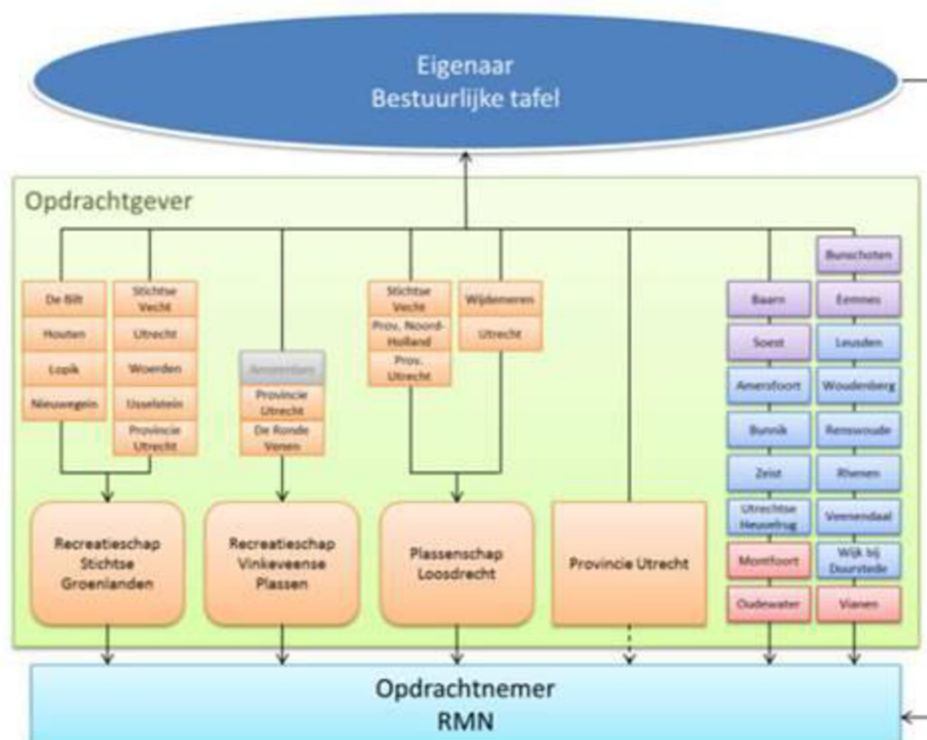 Eigenaar
Bestuurlijke tafel
Opdrachtgever
De Bilt
Houten
Lopik
Nieuwegein
Stichtse
Vecht
Utrecht
Woerden
IJsselstein
Provincie
Utrecht
Amsterdam
Provincie
Utrecht
De Ronde
Venen
Stichtse
Vecht
Prov. Noord-
Holland
Prov.
Utrecht
Wijdemeren
Utrecht
Baarn
Soest
Amersfoort
Bunnik
Zeist
Utrechtse
Heuvelrug
Montfoort
Oudewater
Bunschoten
Eemnes
Leusden
Woudenberg
Renswoude
Rhenen
Veenendaal
Wijk bij
Duurstede
Vianen
Recreatieschap
Stichtse
Groenlanden
Recreatieschap
Vinkeveense
Plassen
Plassenschap
Loosdrecht
Provincie Utrecht
Opdrachtnemer
RMN